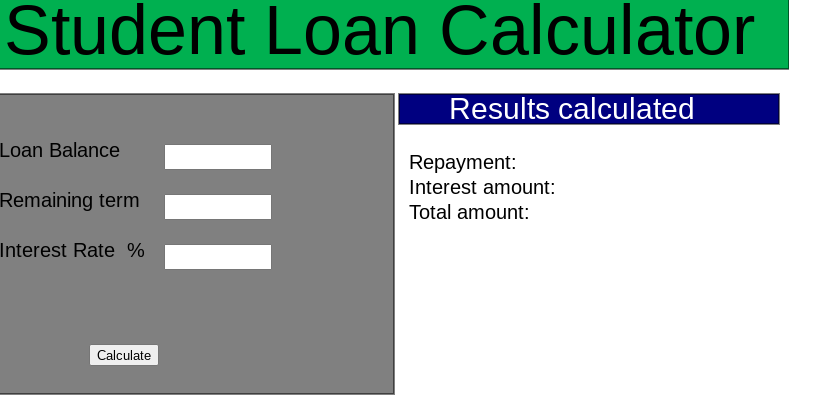 Student Loan Calculator
Loan Balance
Remaining term
Interest Rate %
Calculate
Results calculated
Repayment:
Interest amount:
Total amount: